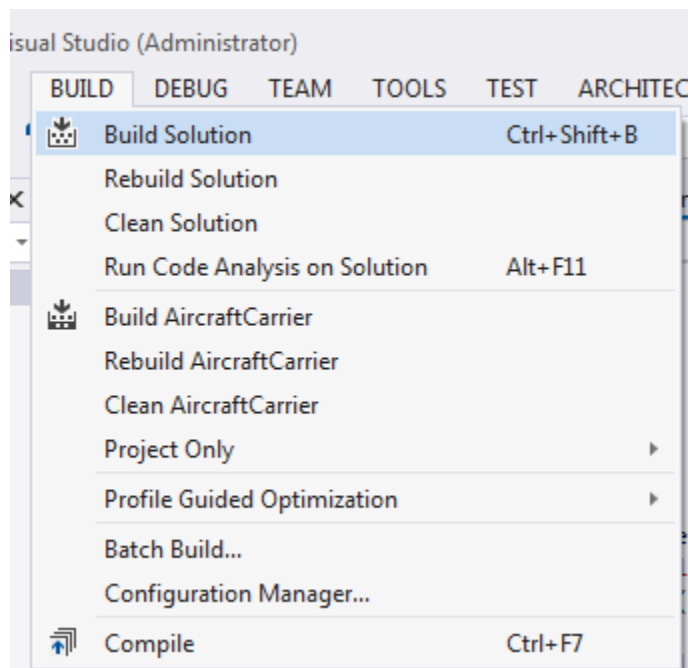 isual Studio (Administrator)
BUILD DEBUG TEAM TOOLS TEST ARCHITEC
Build Solution Ctrl+Shift+B
Rebuild Solution
Clean Solution
Run Code Analysis on Solution Alt+F11
Build AircraftCarrier
Rebuild AircraftCarrier
Clean AircraftCarrier
Project Only
Profile Guided Optimization
Batch Build...
Configuration Manager...
Compile Ctrl+F7